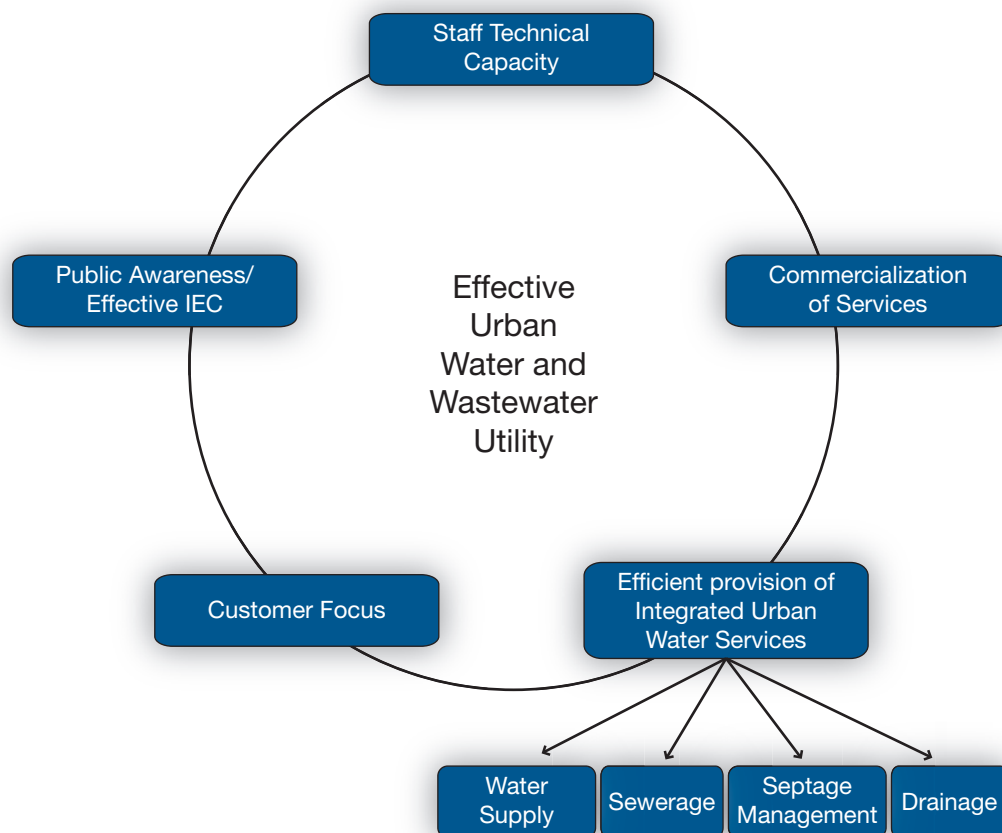 Staff Technical
Capacity
Public Awareness/
Effective IEC
Commercialization
of Services
Effective
Urban
Water and
Wastewater
Utility
Customer Focus
Efficient provision of
Integrated Urban
Water Services
Water
Supply
Sewerage
Septage
Management
Drainage